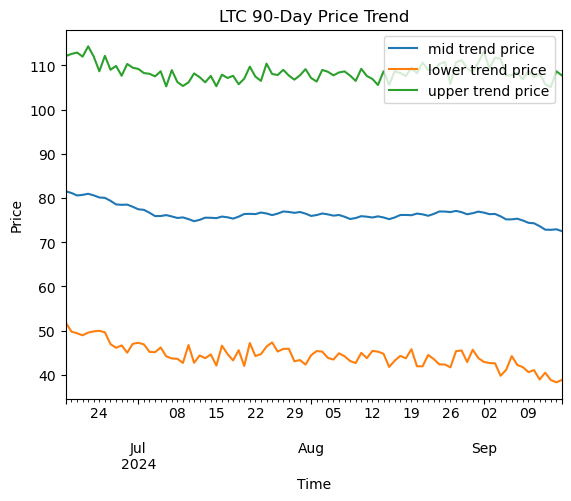 LTC 90-Day Price Trend
mid trend price
lower trend price
upper trend price
110
100
90
80
70
60
50
40
Price
24 08 15 22 29 05 12 19 26 02 09
Jul Aug Sep
2024
Time